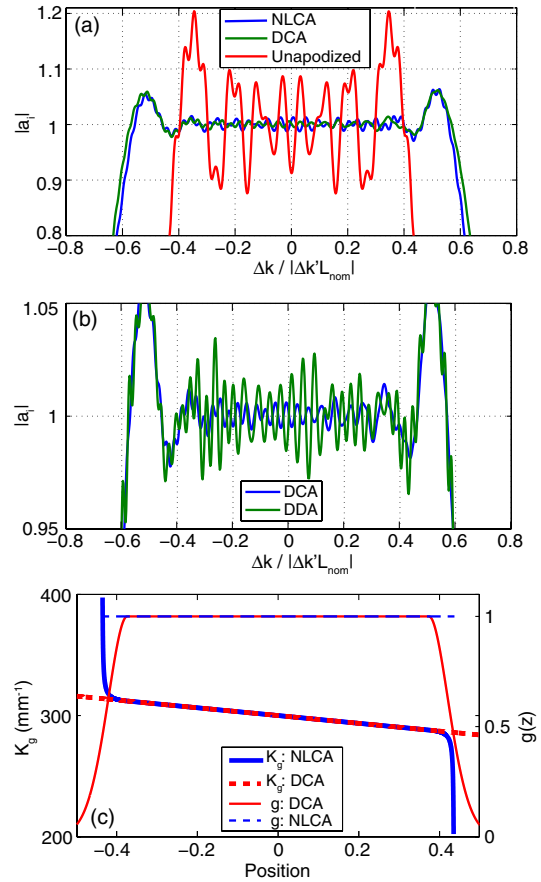 (a)
NLCA
DCA
Unapodized
1.2
1.1
1
0.9
0.8
|a_i|
−0.8 −0.6 −0.4 −0.2 0 0.2 0.4 0.6 0.8
Δk / |Δk'L_nom|
(b)
1.05
1
0.95
|a_i|
DCA
DDA
−0.8 −0.6 −0.4 −0.2 0 0.2 0.4 0.6 0.8
Δk / |Δk'L_nom|
400
300
200
K_g (mm⁻¹)
1
0.5
0
g(z)
K_g: NLCA
K_g: DCA
g: DCA
g: NLCA
(c)
−0.4 −0.2 0 0.2 0.4
Position